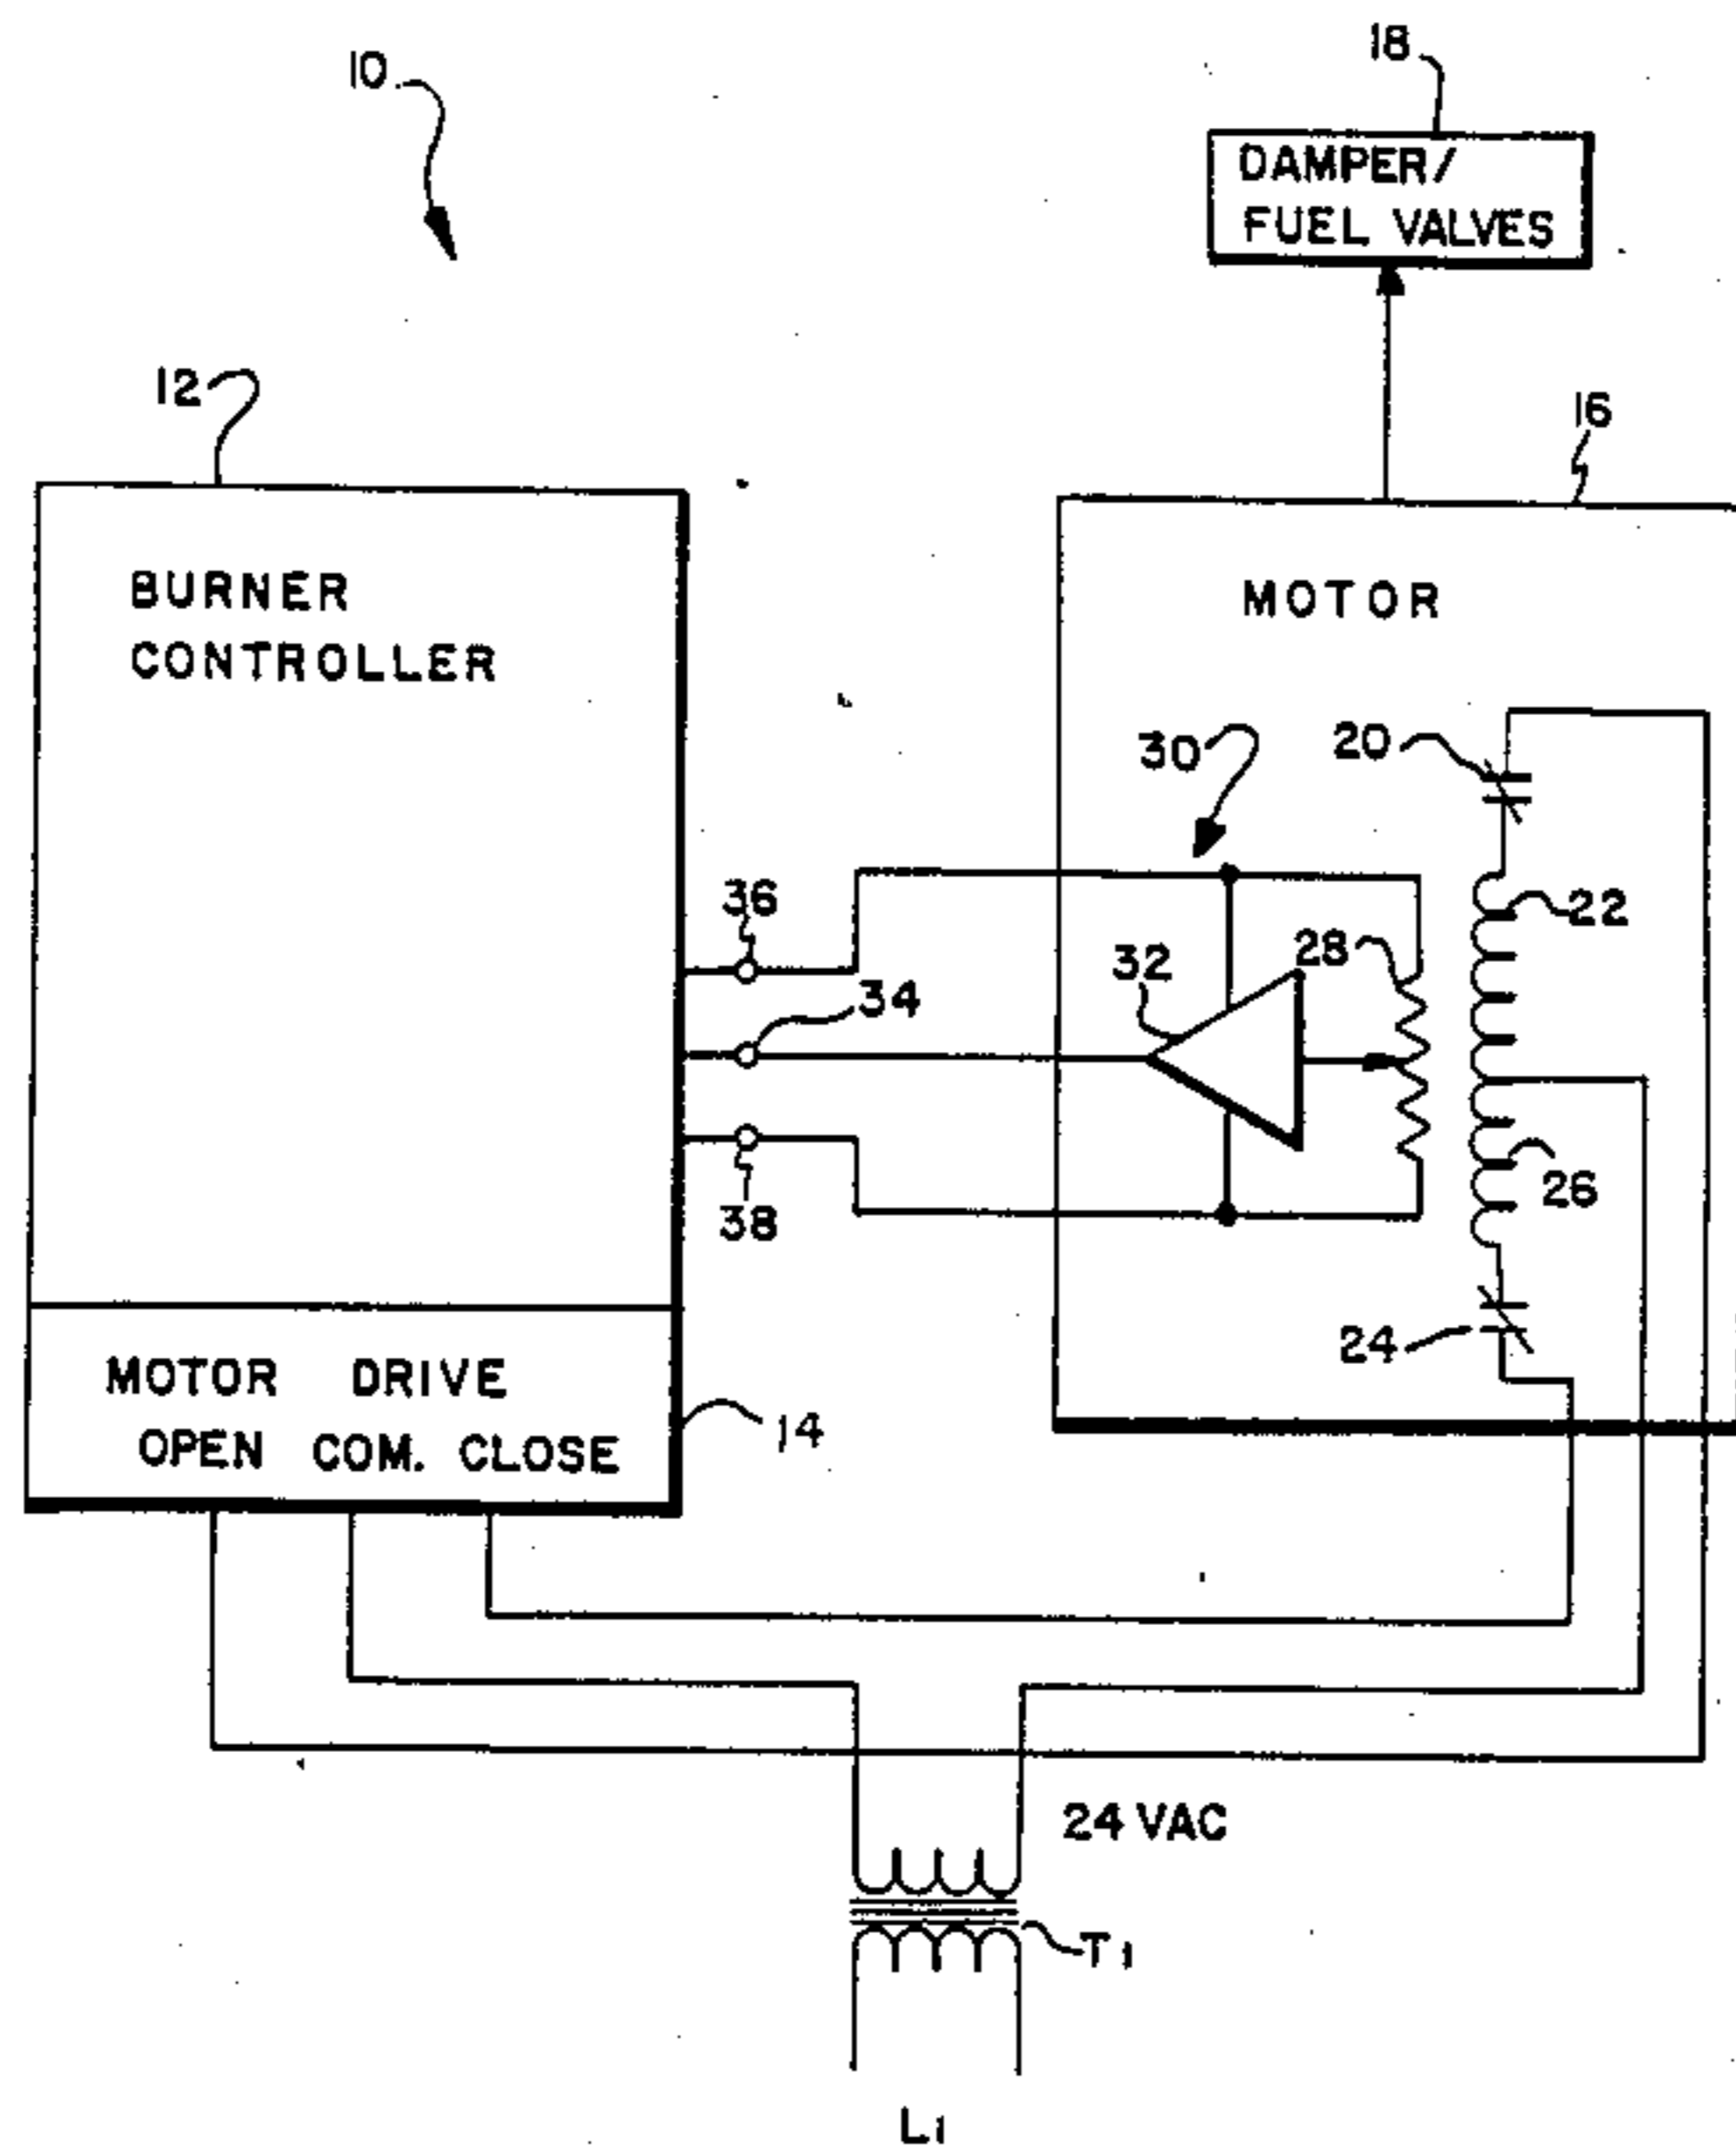 10
18
DAMPER/
FUEL VALVES
12
16
BURNER
CONTROLLER
MOTOR
30
20
36
22
32
28
34
38
26
24
MOTOR DRIVE
OPEN COM. CLOSE
14
24 VAC
T1
L1